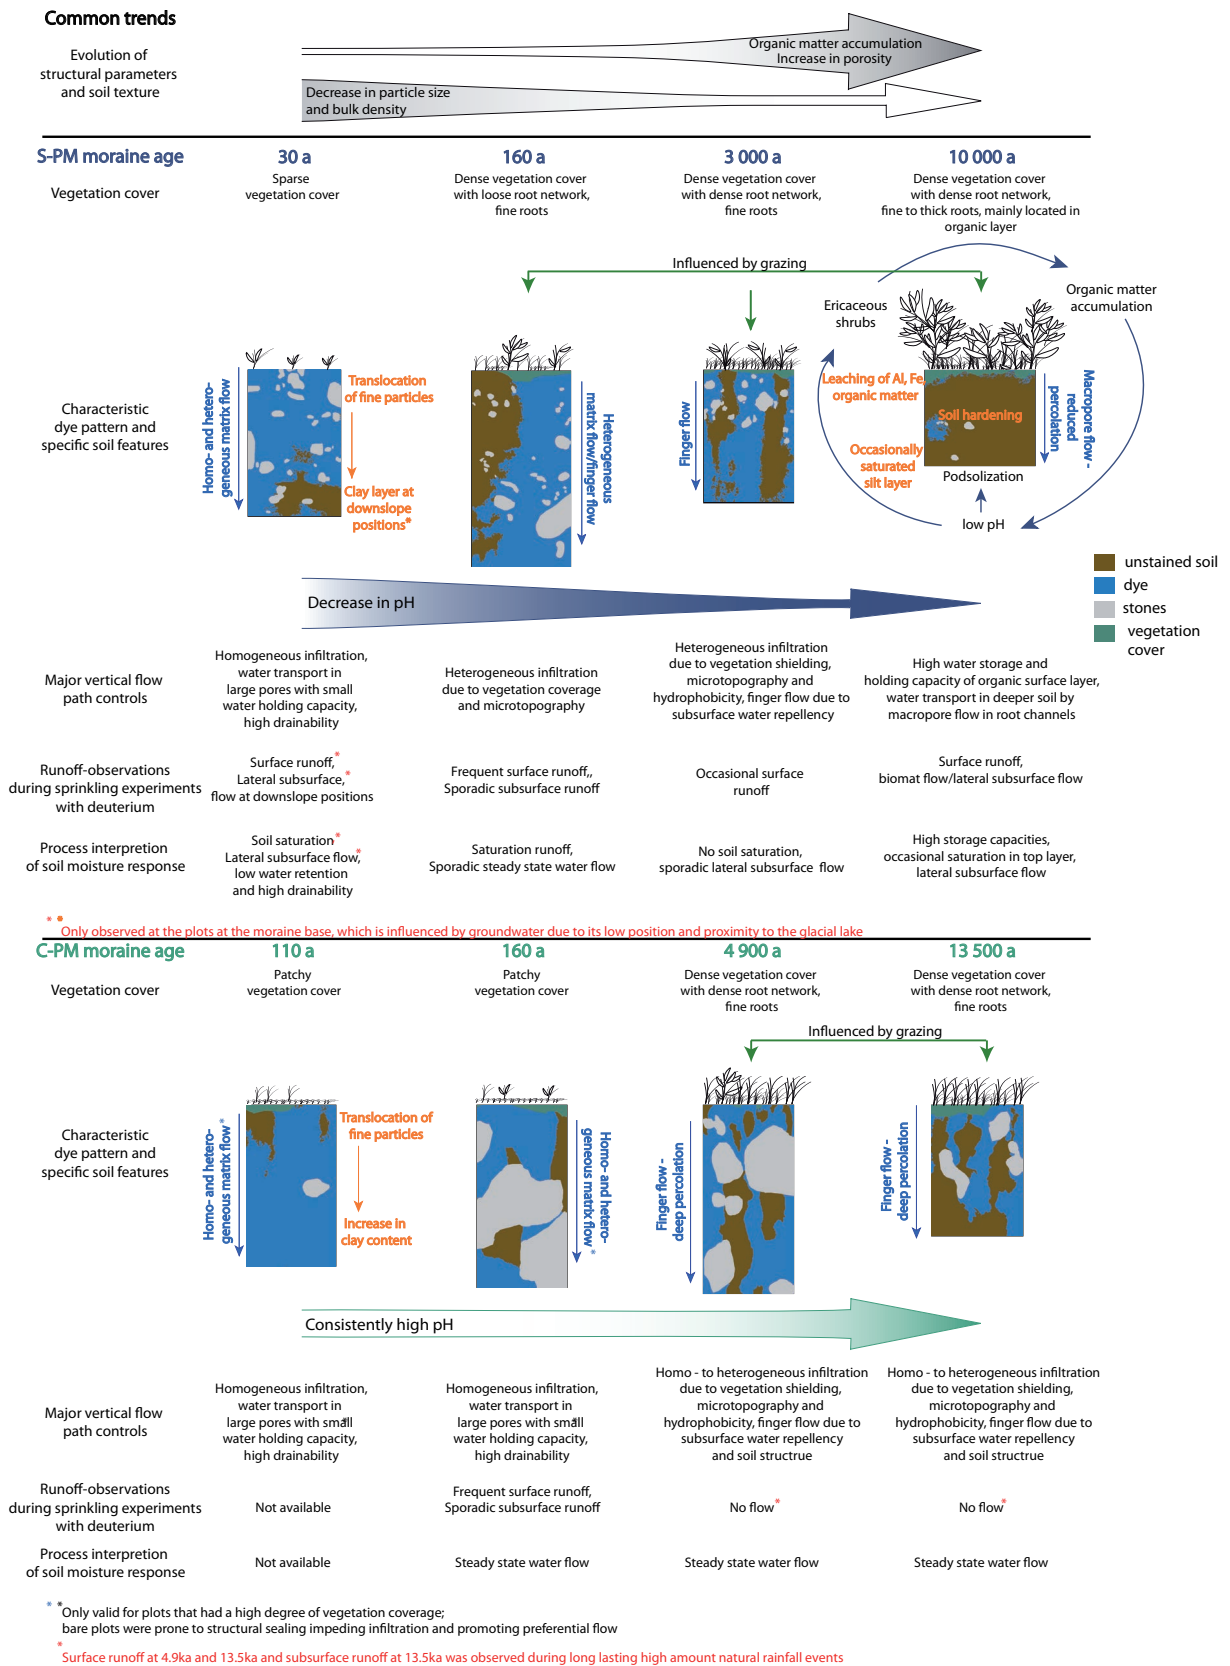 Common trends
Evolution of
structural parameters
and soil texture
Organic matter accumulation
Increase in porosity
Decrease in particle size
and bulk density
S-PM moraine age
30 a
160 a
3 000 a
10 000 a
Vegetation cover
Sparse
vegetation cover
Dense vegetation cover
with loose root network,
fine roots
Dense vegetation cover
with dense root network,
fine roots
Dense vegetation cover
with dense root network,
fine to thick roots, mainly located in
organic layer
Influenced by grazing
Ericaceous
shrubs
Organic matter
accumulation
Characteristic
dye pattern and
specific soil features
Homo- and hetero-
geneous matrix flow
Translocation
of fine particles
Clay layer at
downslope
positions*
Heterogeneous
matrix flow/finger flow
Finger flow
Leaching of Al, Fe,
organic matter
Soil hardening
Occasionally
saturated
silt layer
Macropore flow -
reduced
percolation
Podsolization
low pH
unstained soil
dye
stones
vegetation
cover
Decrease in pH
Major vertical flow
path controls
Homogeneous infiltration,
water transport in
large pores with small
water holding capacity,
high drainability
Heterogeneous infiltration
due to vegetation coverage
and microtopography
Heterogeneous infiltration
due to vegetation shielding,
microtopography and
hydrophobicity, finger flow due to
subsurface water repellency
High water storage and
holding capacity of organic surface layer,
water transport in deeper soil by
macropore flow in root channels
Runoff-observations
during sprinkling experiments
with deuterium
Surface runoff,*
Lateral subsurface,*
flow at downslope positions
Frequent surface runoff,,
Sporadic subsurface runoff
Occasional surface
runoff
Surface runoff,
biomat flow/lateral subsurface flow
Process interpretion
of soil moisture response
Soil saturation,*
Lateral subsurface flow,*
low water retention
and high drainability
Saturation runoff,
Sporadic steady state water flow
No soil saturation,
sporadic lateral subsurface flow
High storage capacities,
occasional saturation in top layer,
lateral subsurface flow
* * Only observed at the plots at the moraine base, which is influenced by groundwater due to its low position and proximity to the glacial lake
C-PM moraine age
110 a
160 a
4 900 a
13 500 a
Vegetation cover
Patchy
vegetation cover
Patchy
vegetation cover
Dense vegetation cover
with dense root network,
fine roots
Dense vegetation cover
with dense root network,
fine roots
Influenced by grazing
Characteristic
dye pattern and
specific soil features
Homo- and hetero-
geneous matrix flow*
Translocation of
fine particles
Increase in
clay content
Homo- and hetero-
geneous matrix flow*
Finger flow -
deep percolation
Finger flow -
deep percolation
Consistently high pH
Major vertical flow
path controls
Homogeneous infiltration,
water transport in
large pores with small
water holding capacity,
high drainability
Homogeneous infiltration,
water transport in
large pores with small
water holding capacity,
high drainability
Homo - to heterogeneous infiltration
due to vegetation shielding,
microtopography and
hydrophobicity, finger flow due to
subsurface water repellency
and soil structrue
Homo - to heterogeneous infiltration
due to vegetation shielding,
microtopography and
hydrophobicity, finger flow due to
subsurface water repellency
and soil structrue
Runoff-observations
during sprinkling experiments
with deuterium
Not available
Frequent surface runoff,
Sporadic subsurface runoff
No flow*
No flow*
Process interpretion
of soil moisture response
Not available
Steady state water flow
Steady state water flow
Steady state water flow
* * Only valid for plots that had a high degree of vegetation coverage;
bare plots were prone to structural sealing impeding infiltration and promoting preferential flow
* Surface runoff at 4.9ka and 13.5ka and subsurface runoff at 13.5ka was observed during long lasting high amount natural rainfall events